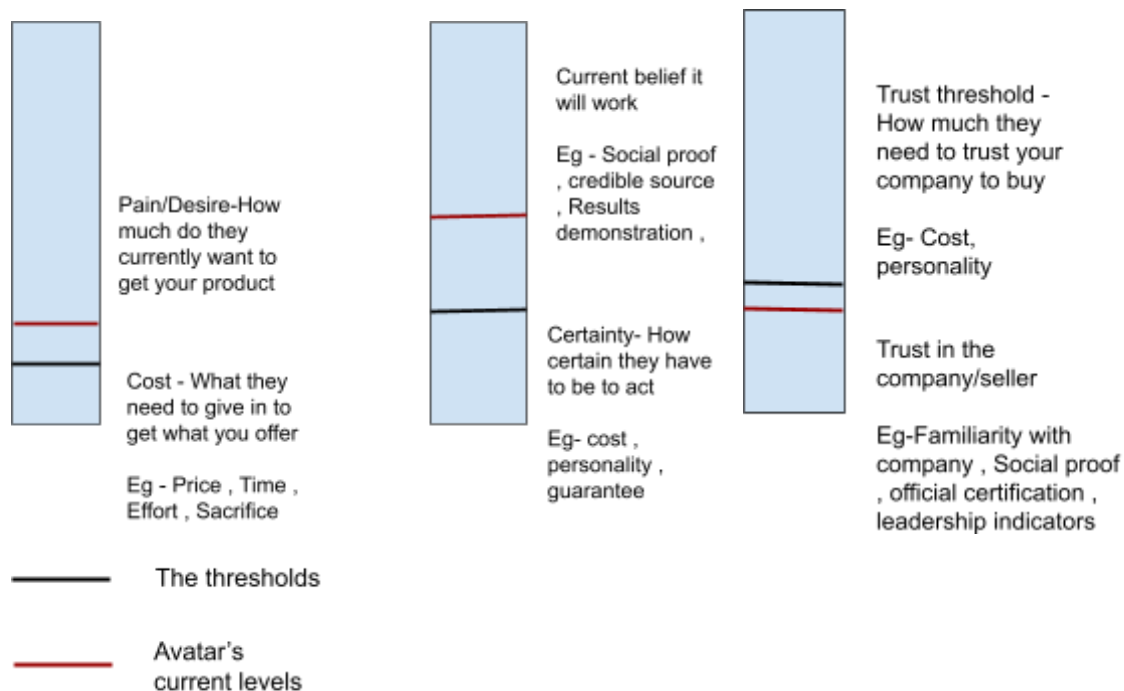 Pain/Desire-How
much do they
currently want to
get your product
Cost - What they
need to give in to
get what you offer
Eg - Price , Time ,
Effort , Sacrifice
Current belief it
will work
Eg - Social proof
, credible source
, Results
demonstration ,
Certainty- How
certain they have
to be to act
Eg- cost ,
personality ,
guarantee
Trust threshold -
How much they
need to trust your
company to buy
Eg- Cost,
personality
Trust in the
company/seller
Eg-Familiarity with
company , Social proof
, official certification ,
leadership indicators
The thresholds
Avatar's
current levels